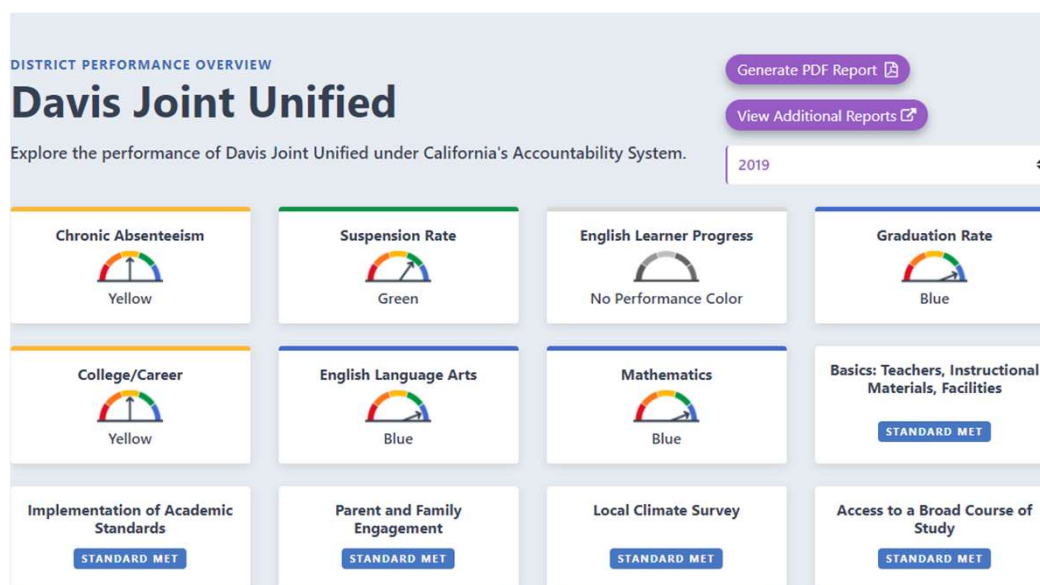 DISTRICT PERFORMANCE OVERVIEW
Davis Joint Unified
Explore the performance of Davis Joint Unified under California's Accountability System.
Generate PDF Report
View Additional Reports
2019
Chronic Absenteeism
Yellow
Suspension Rate
Green
English Learner Progress
No Performance Color
Graduation Rate
Blue
College/Career
Yellow
English Language Arts
Blue
Mathematics
Blue
Basics: Teachers, Instructional
Materials, Facilities
STANDARD MET
Implementation of Academic
Standards
STANDARD MET
Parent and Family
Engagement
STANDARD MET
Local Climate Survey
STANDARD MET
Access to a Broad Course of
Study
STANDARD MET